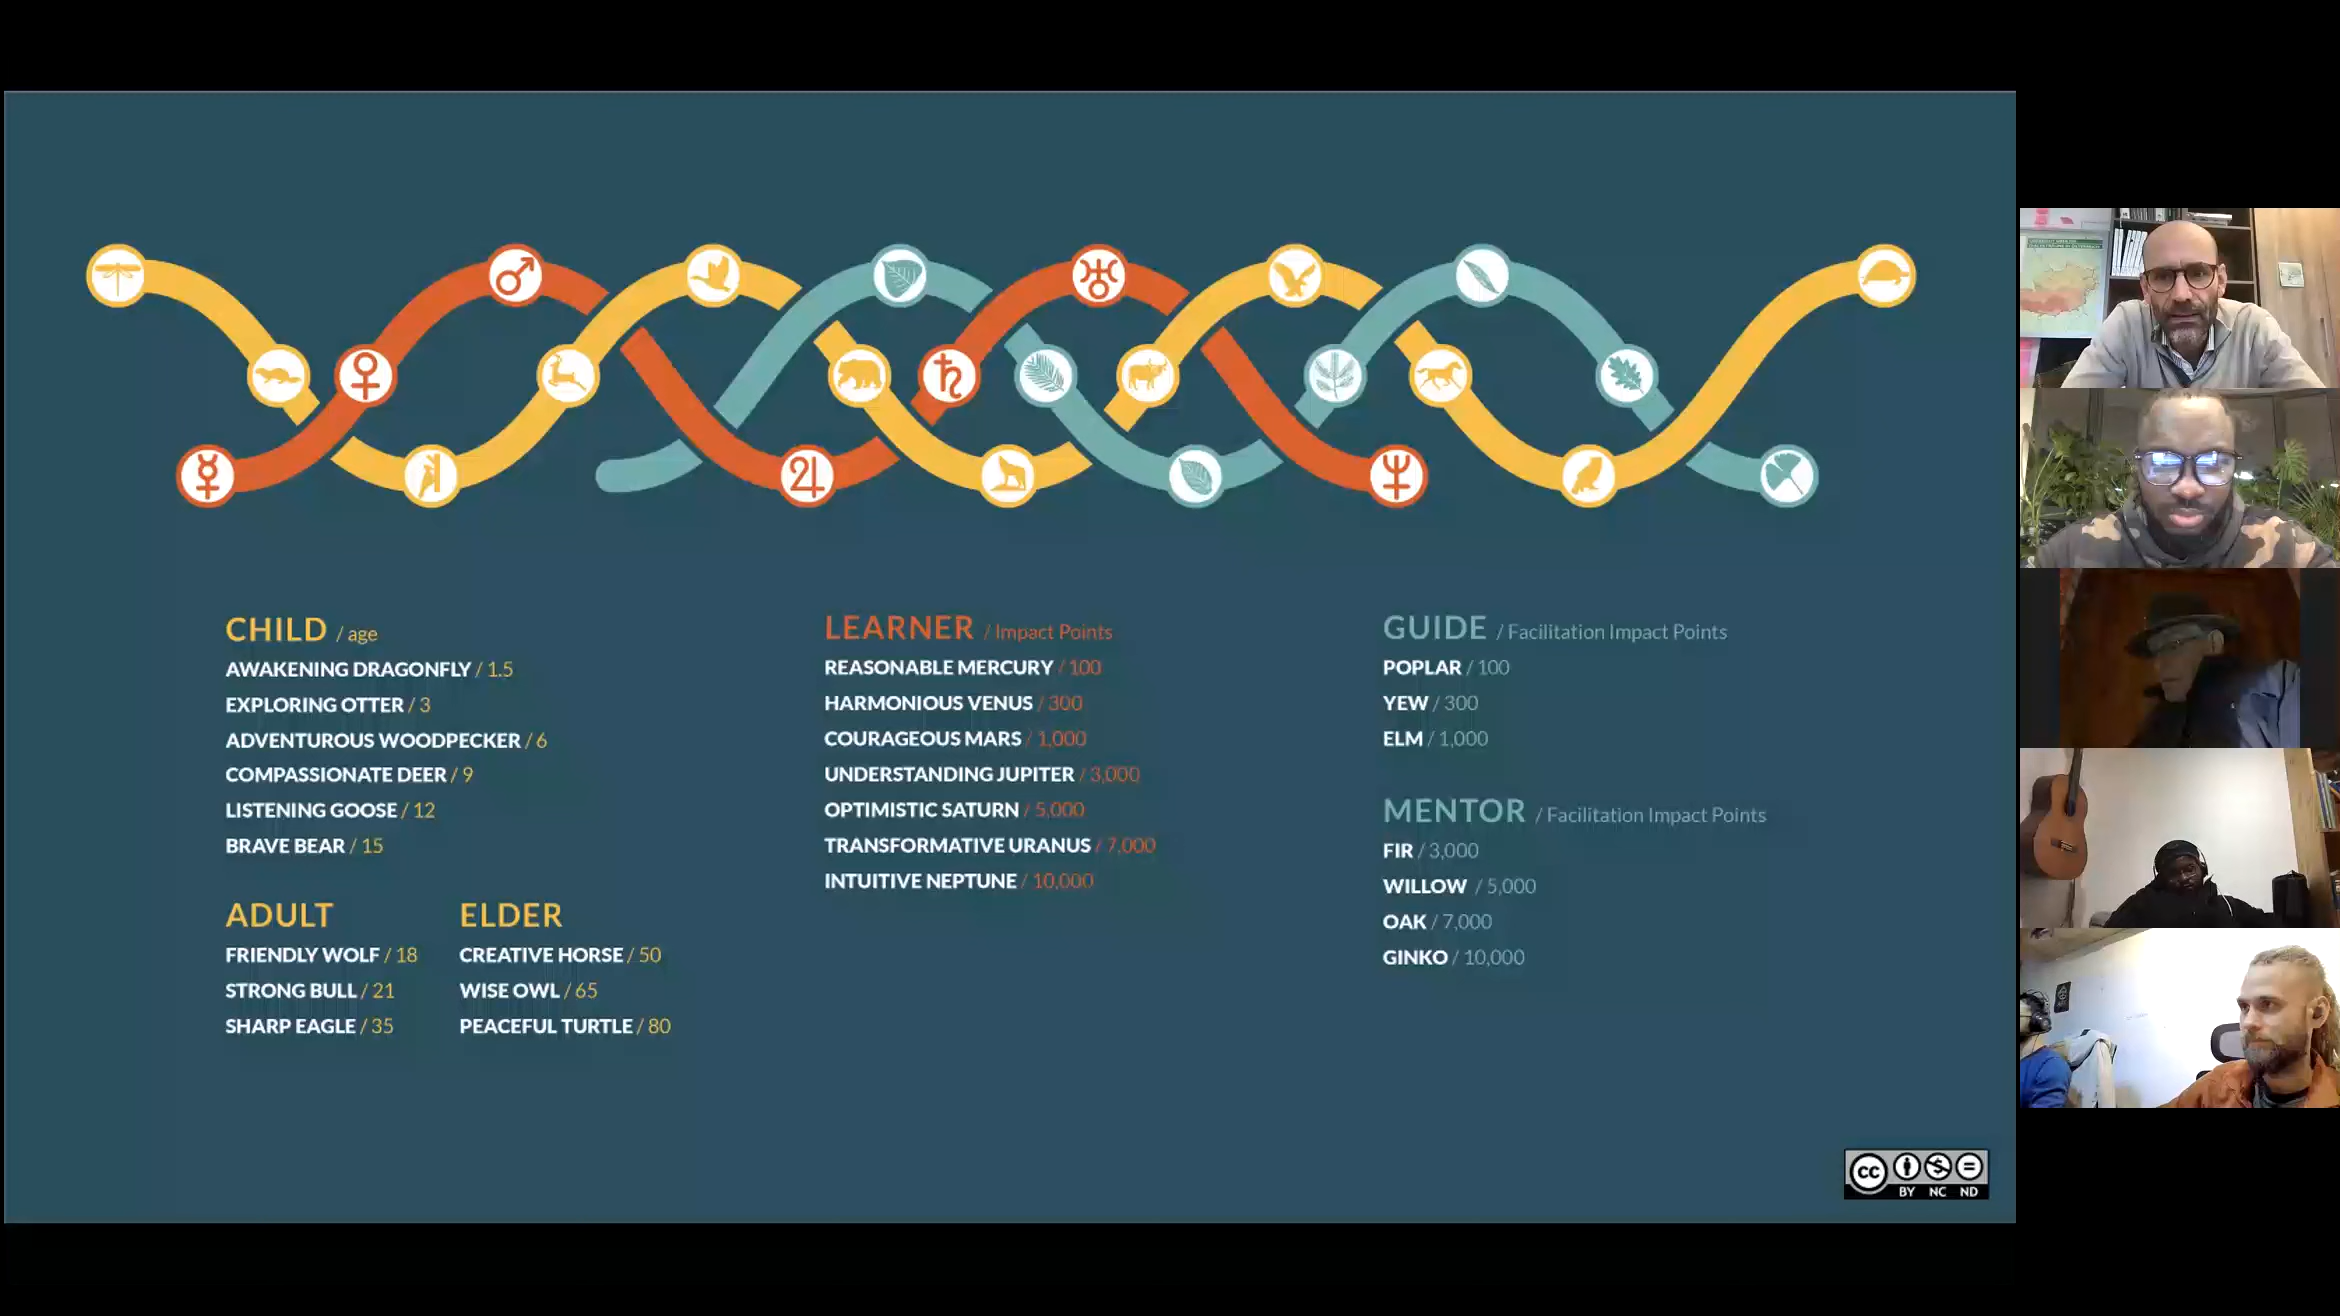 CHILD / age
AWAKENING DRAGONFLY / 1.5
EXPLORING OTTER / 3
ADVENTUROUS WOODPECKER / 6
COMPASSIONATE DEER / 9
LISTENING GOOSE / 12
BRAVE BEAR / 15
ADULT
FRIENDLY WOLF / 18
STRONG BULL / 21
SHARP EAGLE / 35
ELDER
CREATIVE HORSE / 50
WISE OWL / 65
PEACEFUL TURTLE / 80
LEARNER / Impact Points
REASONABLE MERCURY / 100
HARMONIOUS VENUS / 300
COURAGEOUS MARS / 1,000
UNDERSTANDING JUPITER / 3,000
OPTIMISTIC SATURN / 5,000
TRANSFORMATIVE URANUS / 7,000
INTUITIVE NEPTUNE / 10,000
GUIDE / Facilitation Impact Points
POPLAR / 100
YEW / 300
ELM / 1,000
MENTOR / Facilitation Impact Points
FIR / 3,000
WILLOW / 5,000
OAK / 7,000
GINKO / 10,000
cc
BY NC ND